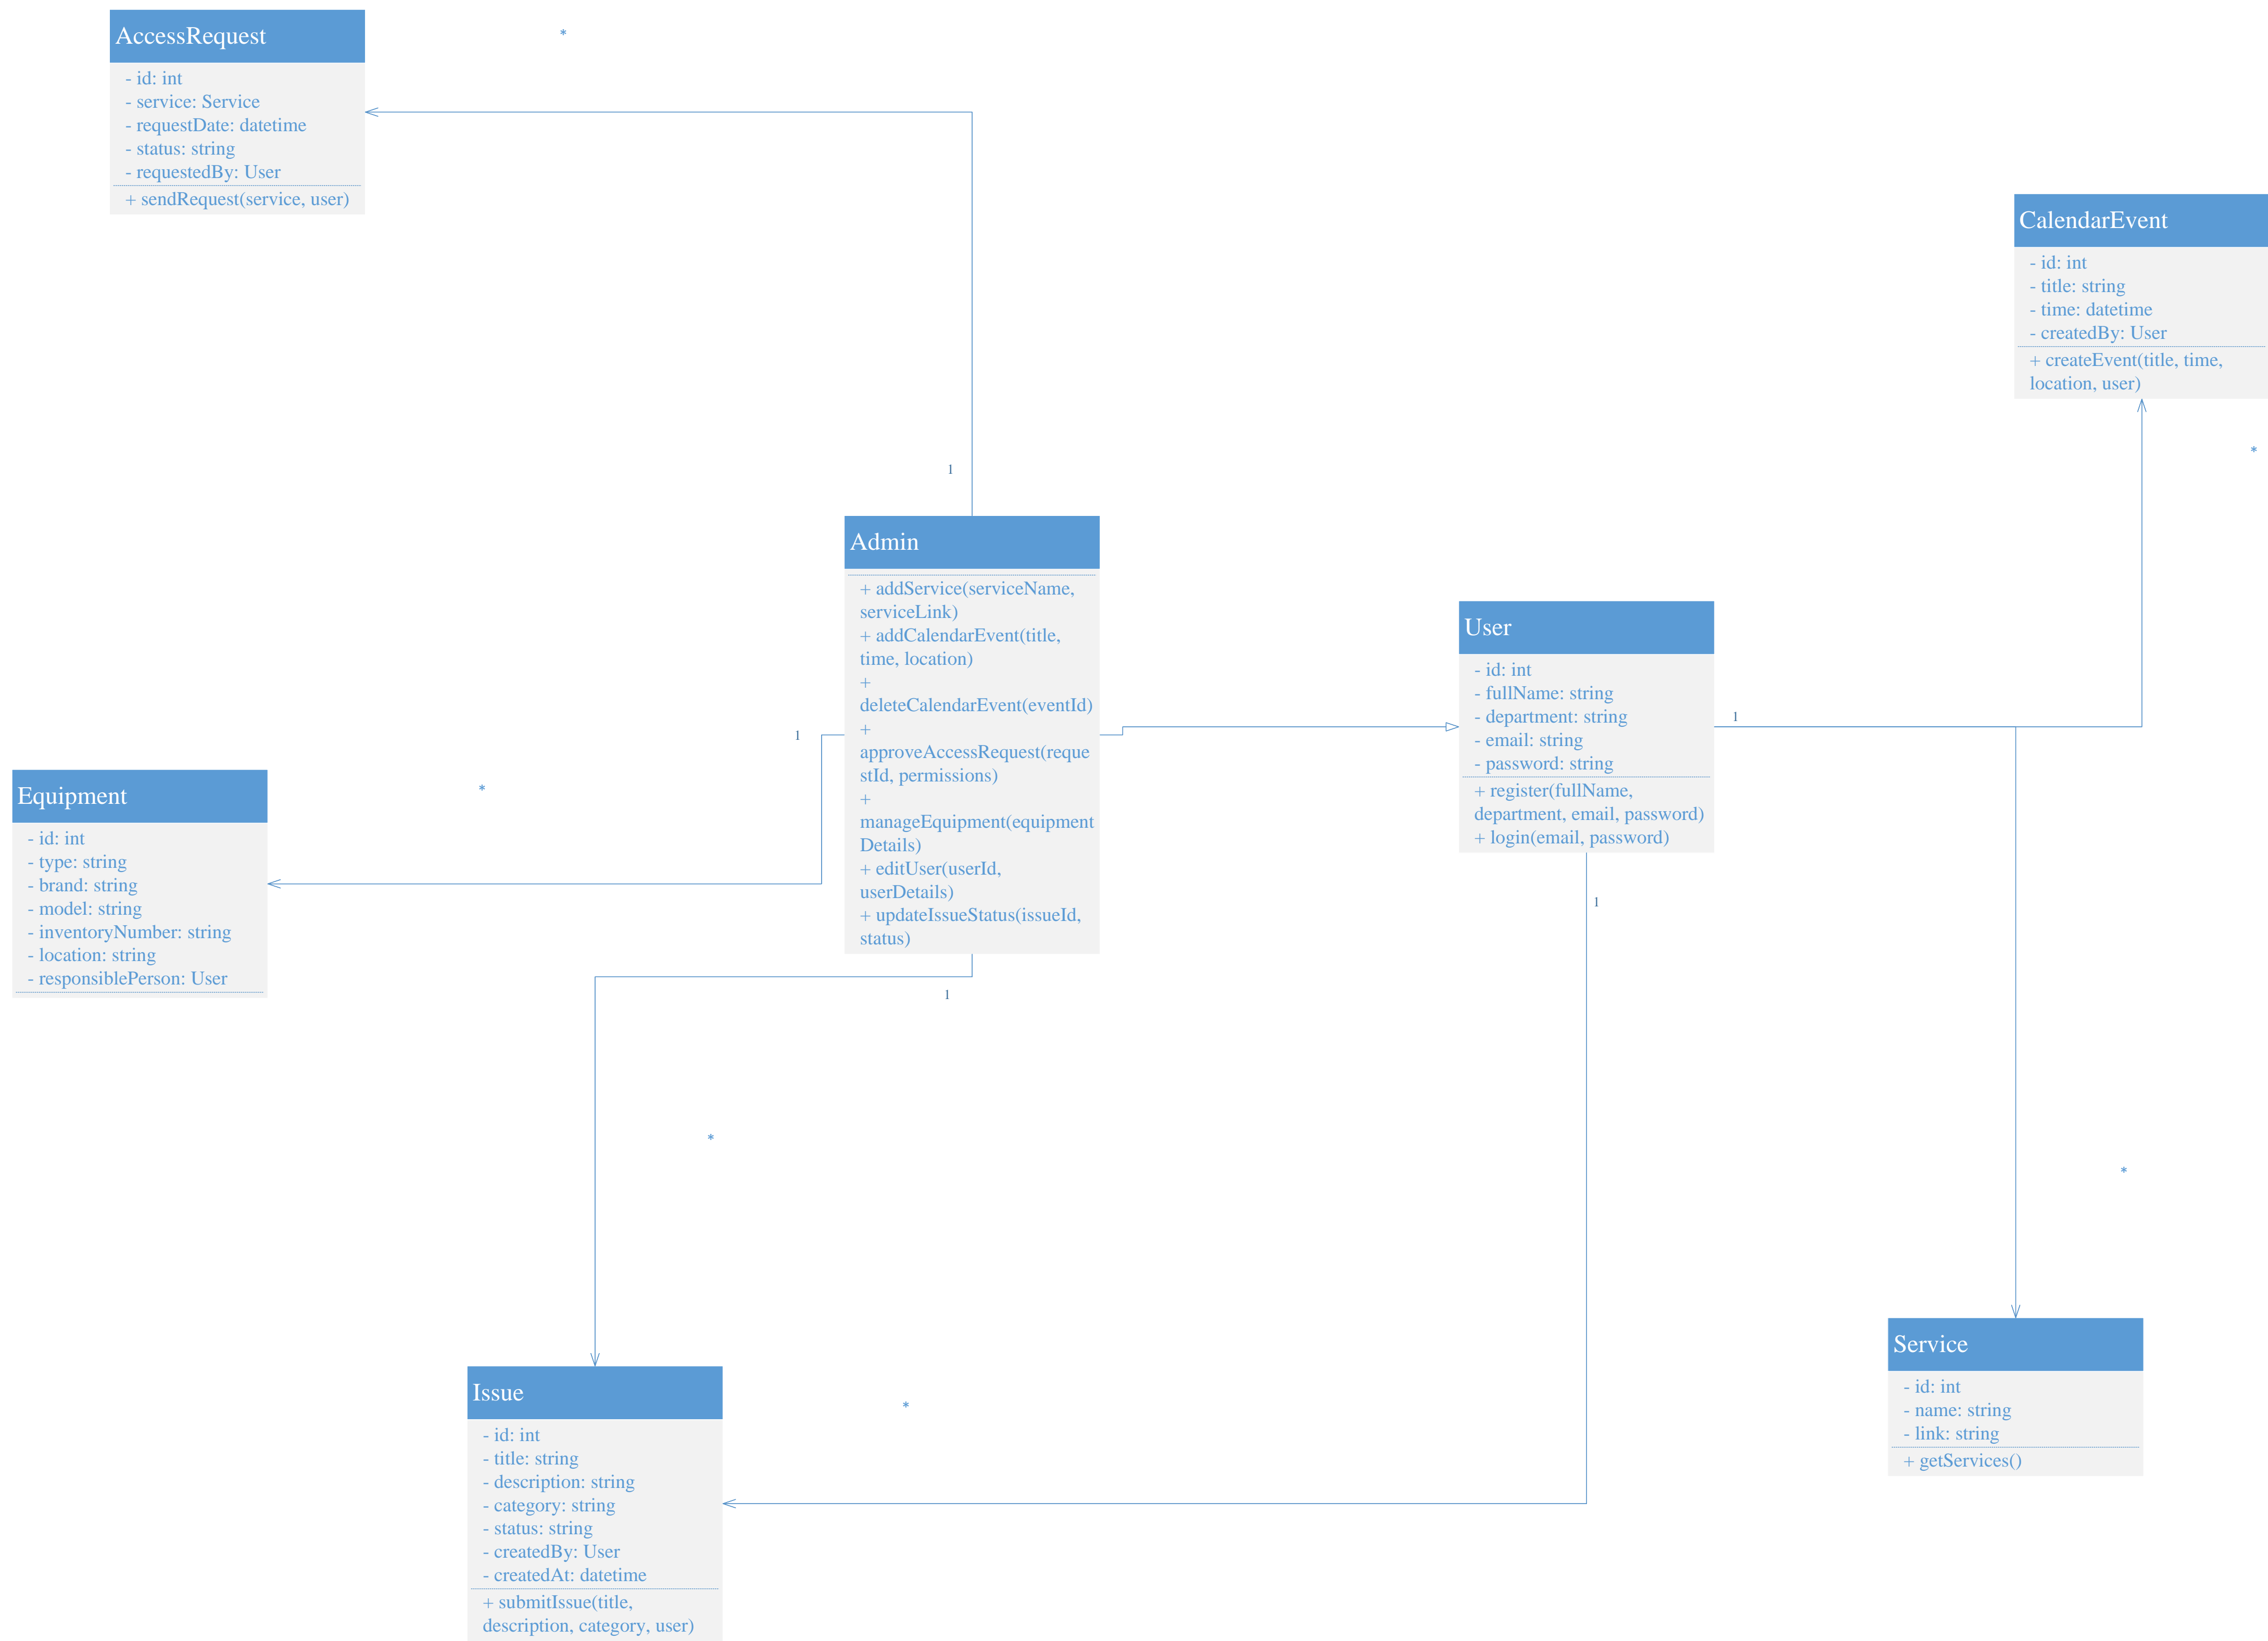 AccessRequest
- id: int
- service: Service
- requestDate: datetime
- status: string
- requestedBy: User
+ sendRequest(service, user)
*
1
CalendarEvent
- id: int
- title: string
- time: datetime
- createdBy: User
+ createEvent(title, time,
location, user)
*
Admin
+ addService(serviceName,
serviceLink)
+ addCalendarEvent(title,
time, location)
+
deleteCalendarEvent(eventId)
+
approveAccessRequest(reque
stId, permissions)
+
manageEquipment(equipment
Details)
+ editUser(userId,
userDetails)
+ updateIssueStatus(issueId,
status)
1
1
User
- id: int
- fullName: string
- department: string
- email: string
- password: string
+ register(fullName,
department, email, password)
+ login(email, password)
1
1
Equipment
- id: int
- type: string
- brand: string
- model: string
- inventoryNumber: string
- location: string
- responsiblePerson: User
*
*
*
*
Issue
- id: int
- title: string
- description: string
- category: string
- status: string
- createdBy: User
- createdAt: datetime
+ submitIssue(title,
description, category, user)
Service
- id: int
- name: string
- link: string
+ getServices()